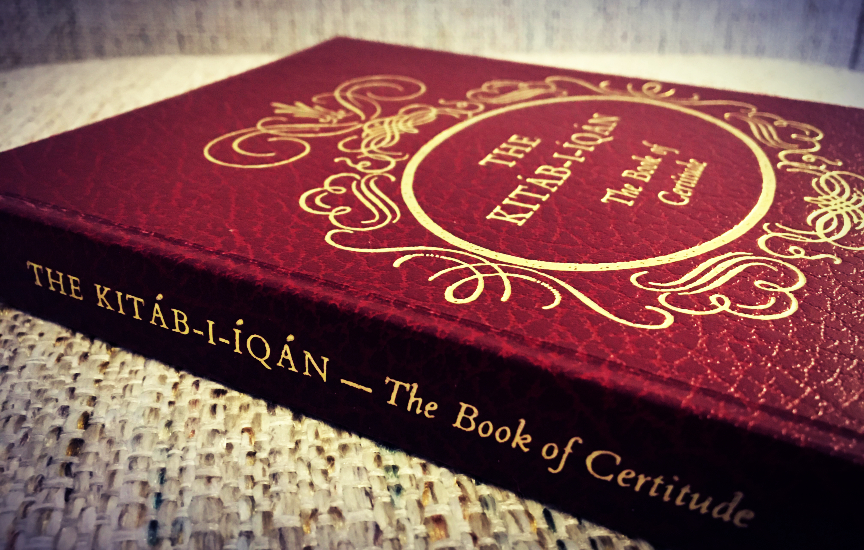 THE
KITÁB-I-ÍQÁN
The Book of
Certitude
THE KITÁB-I-ÍQÁN — The Book of Certitude